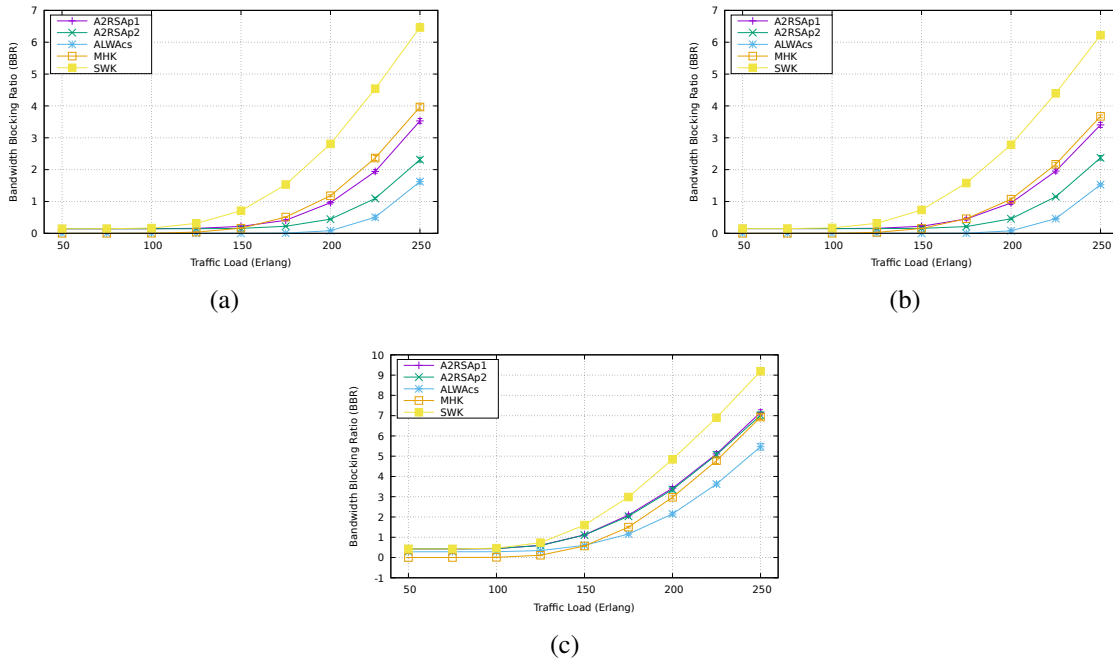 7
6
5
4
3
2
1
0
50
100
150
200
250
Bandwidth Blocking Ratio (BBR)
Traffic Load (Erlang)
A2RSAp1
A2RSAp2
ALWAcs
MHK
SWK
(a)
7
6
5
4
3
2
1
0
50
100
150
200
250
Bandwidth Blocking Ratio (BBR)
Traffic Load (Erlang)
A2RSAp1
A2RSAp2
ALWAcs
MHK
SWK
(b)
10
9
8
7
6
5
4
3
2
1
0
-1
50
100
150
200
250
Bandwidth Blocking Ratio (BBR)
Traffic Load (Erlang)
A2RSAp1
A2RSAp2
ALWAcs
MHK
SWK
(c)